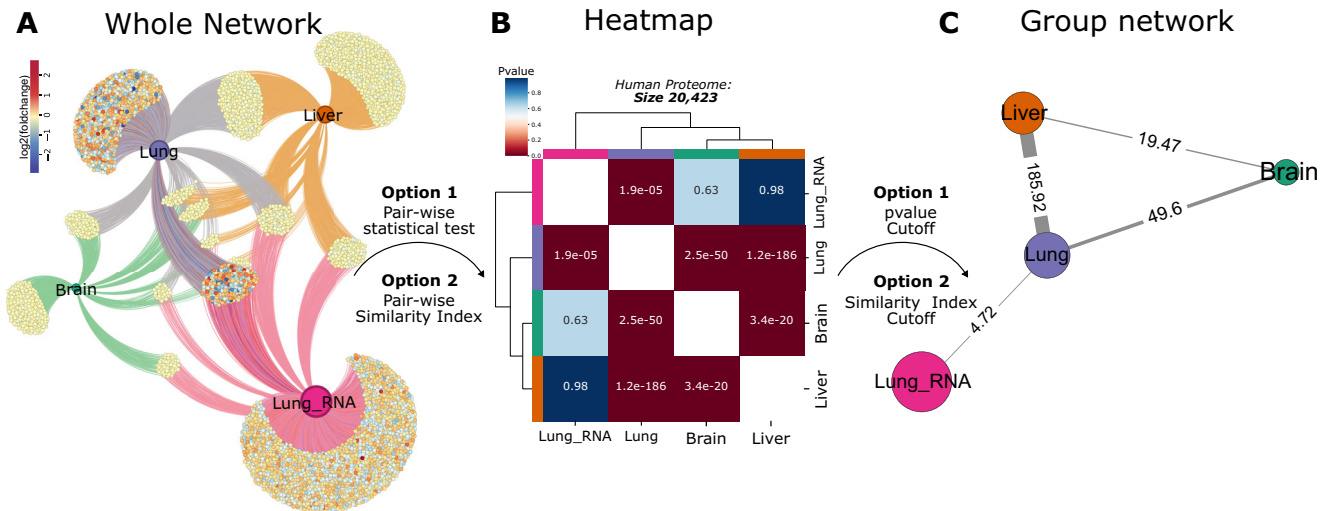 A
Whole Network
log2(foldchange)
2
1
0
−1
−2
Liver
Lung
Brain
Lung_RNA
Option 1
Pair-wise
statistical test
Option 2
Pair-wise
Similarity Index
B
Heatmap
Pvalue
0.8
0.6
0.4
0.2
0.0
Human Proteome:
Size 20,423
1.9e-05
0.63
0.98
Lung_RNA
1.9e-05
2.5e-50
1.2e-186
Lung
0.63
2.5e-50
3.4e-20
Brain
0.98
1.2e-186
3.4e-20
Liver
Lung_RNA
Lung
Brain
Liver
Option 1
pvalue
Cutoff
Option 2
Similarity Index
Cutoff
C
Group network
Liver
19.47
Brain
185.92
49.6
Lung
4.72
Lung_RNA